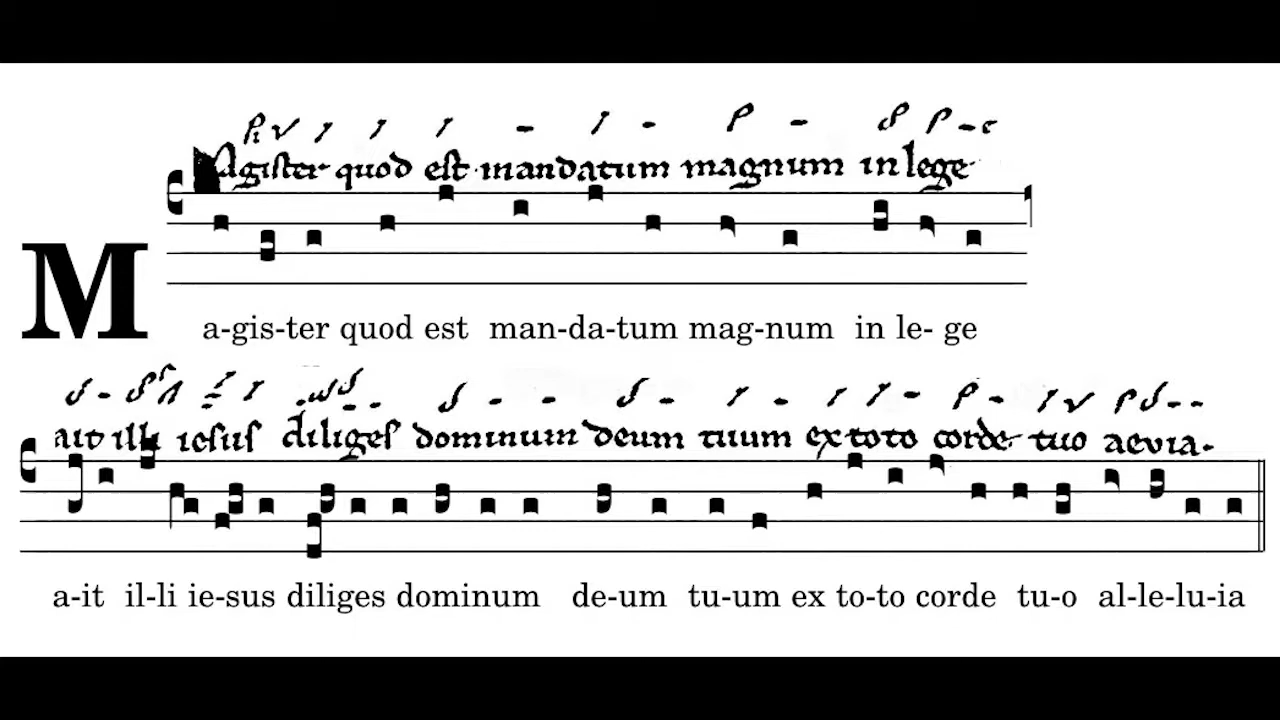 Magister quod est mandatum magnum in lege
Ma-gis-ter quod est man-da-tum mag-num in le- ge
ait illi iesus diliges dominum deum tuum ex toto corde tuo aevia.
a-it il-li ie-sus diliges dominum de-um tu-um ex to-to corde tu-o al-le-lu-ia